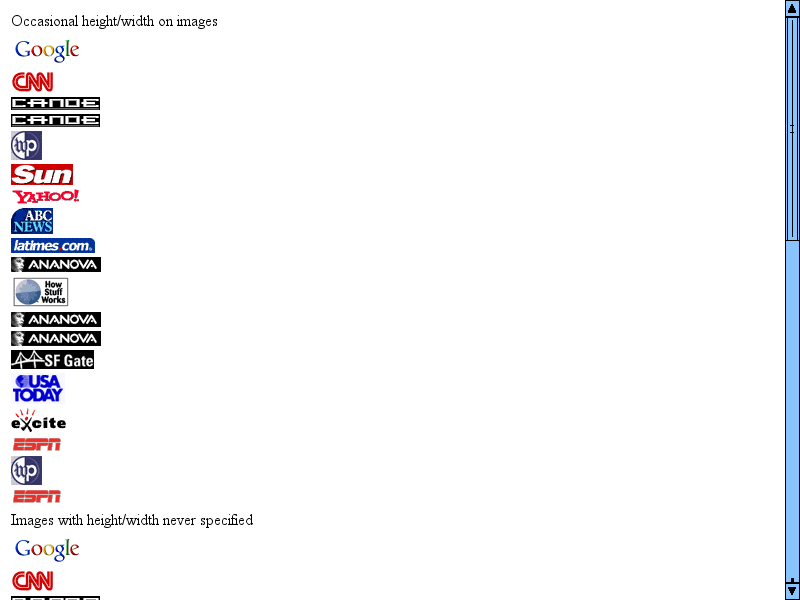 Occasional height/width on images
Google
CNN
CANOE
CANOE
wp
Sun
YAHOO!
ABC
NEWS
latimes.com
ANANOVA
How
Stuff
Works
ANANOVA
ANANOVA
SF Gate
USA
TODAY
excite
ESPN
wp
ESPN
Images with height/width never specified
Google
CNN